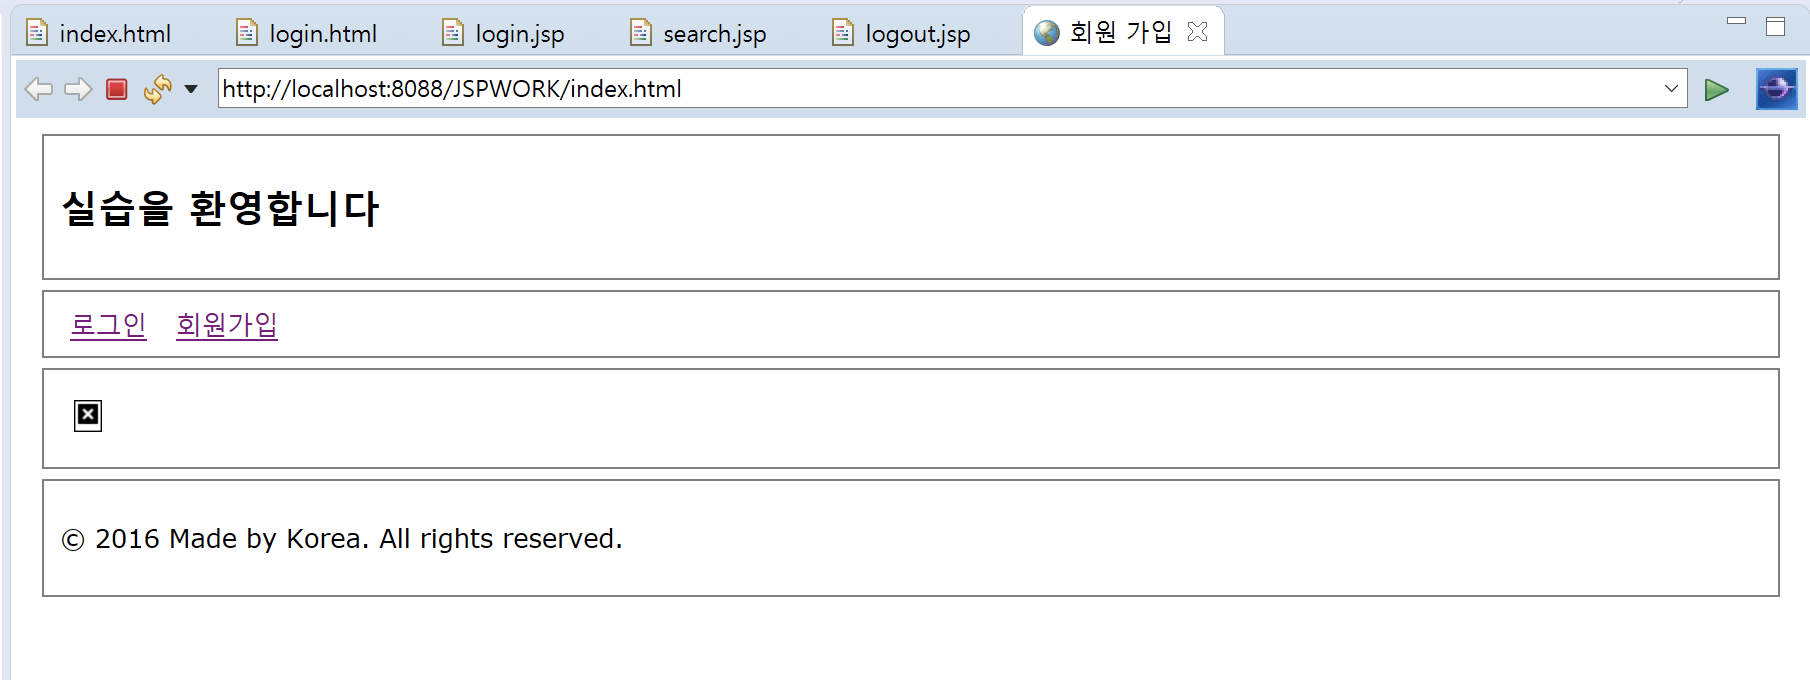 index.html login.html login.jsp search.jsp logout.jsp 회원 가입
http://localhost:8088/JSPWORK/index.html
실습을 환영합니다
로그인 회원가입
© 2016 Made by Korea. All rights reserved.